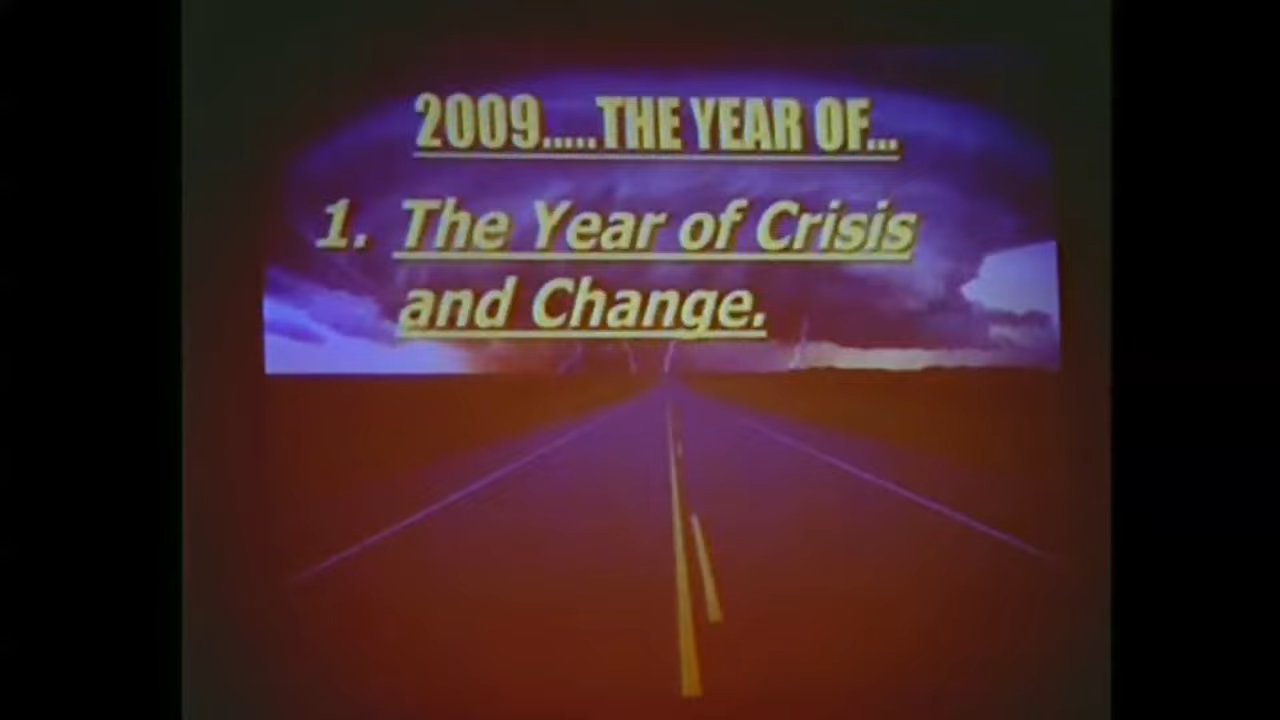 2009.....THE YEAR OF...
1. The Year of Crisis
and Change.